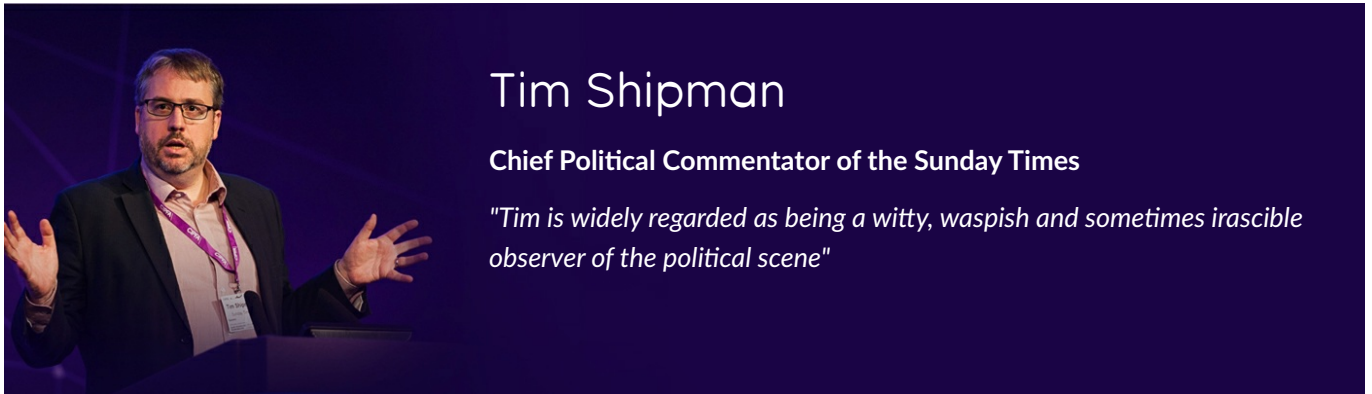 Tim Shipman
Chief Political Commentator of the Sunday Times
"Tim is widely regarded as being a witty, waspish and sometimes irascible
observer of the political scene"